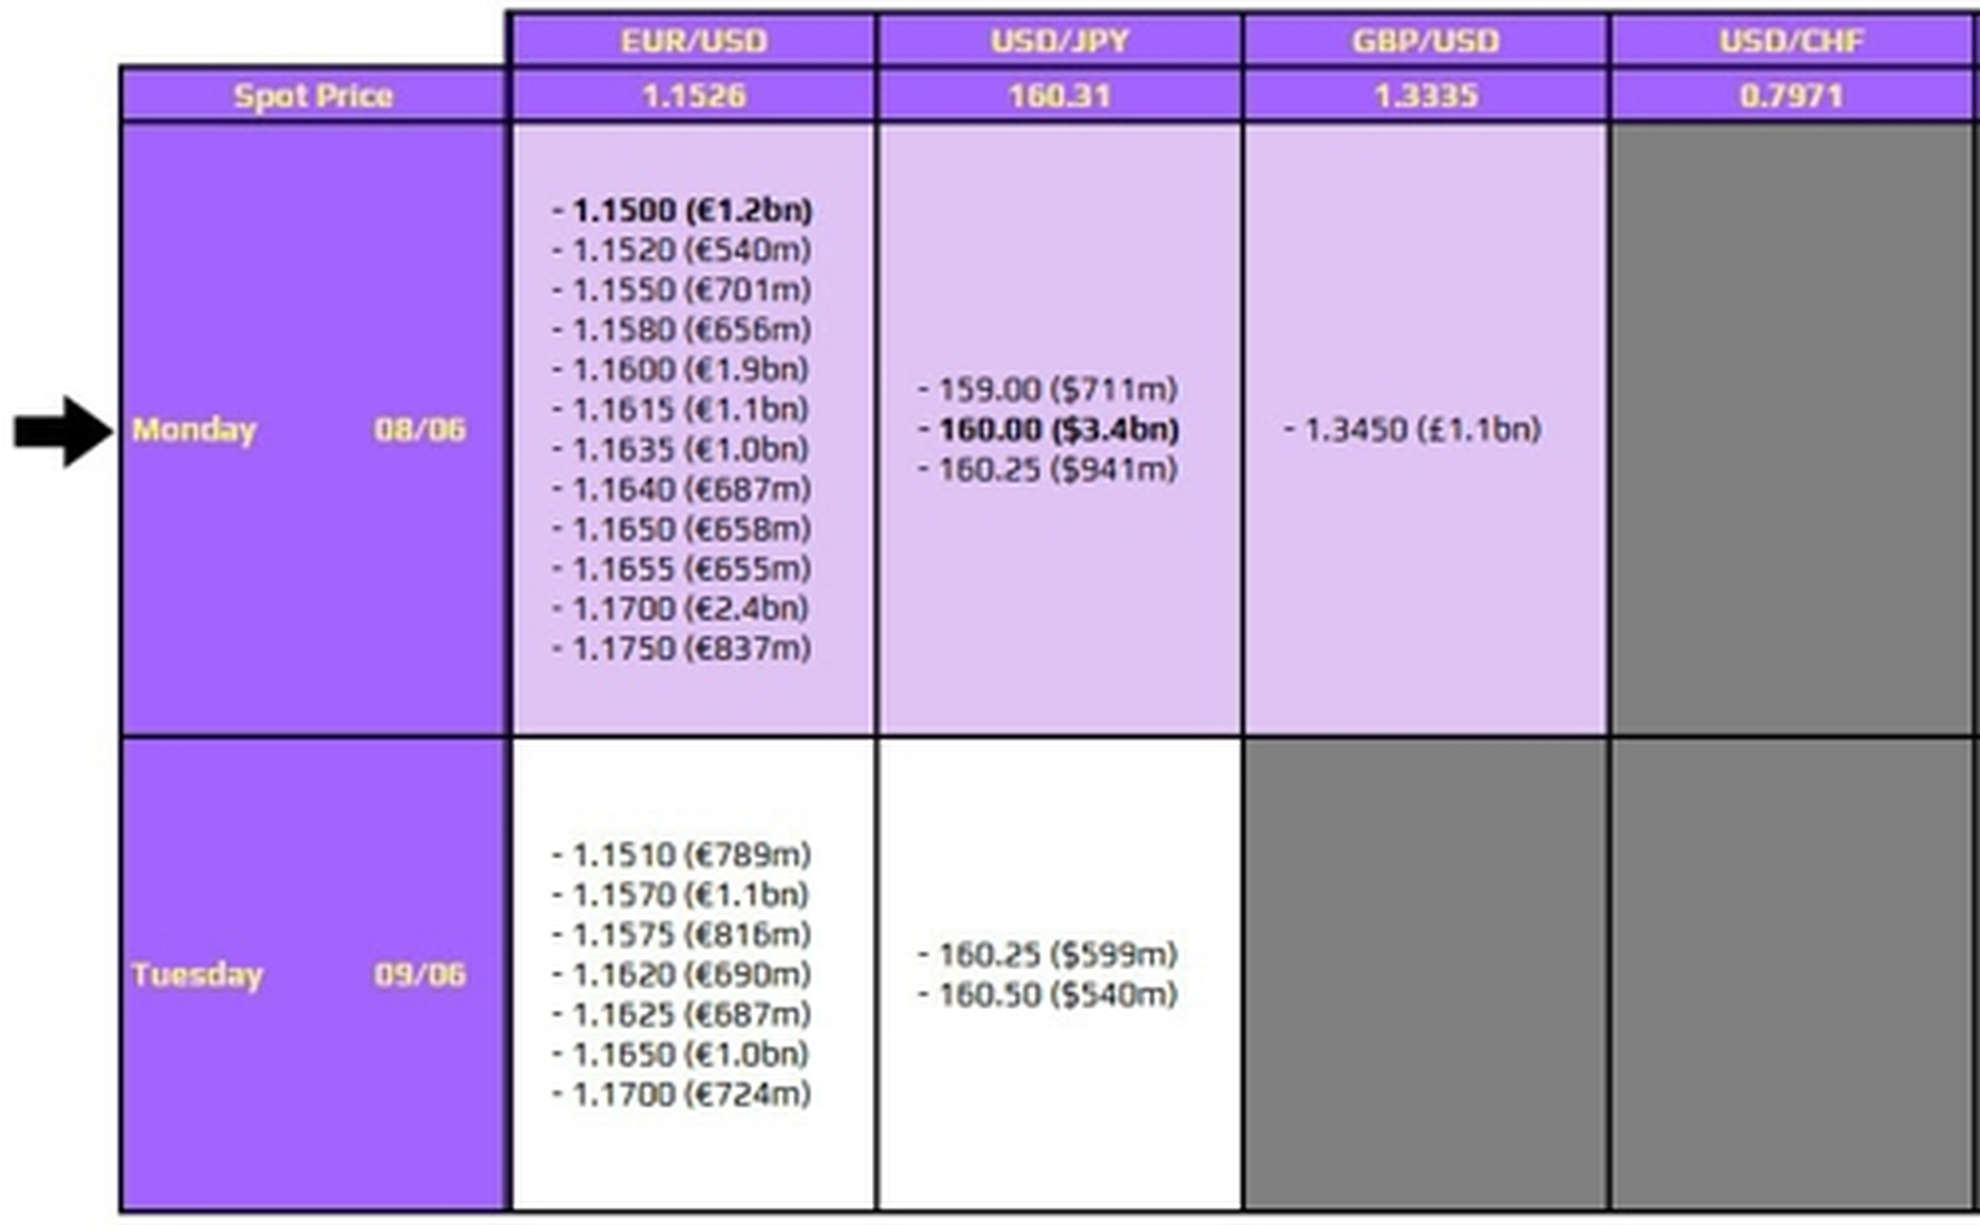 EUR/USD USD/JPY GBP/USD USD/CHF
Spot Price 1.1526 160.31 1.3335 0.7971
Monday 08/06
- 1.1500 (€1.2bn)
- 1.1520 (€540m)
- 1.1550 (€701m)
- 1.1580 (€656m)
- 1.1600 (€1.9bn)
- 1.1615 (€1.1bn)
- 1.1635 (€1.0bn)
- 1.1640 (€687m)
- 1.1650 (€658m)
- 1.1655 (€655m)
- 1.1700 (€2.4bn)
- 1.1750 (€837m)
- 159.00 ($711m)
- 160.00 ($3.4bn)
- 160.25 ($941m)
- 1.3450 (£1.1bn)
Tuesday 09/06
- 1.1510 (€789m)
- 1.1570 (€1.1bn)
- 1.1575 (€816m)
- 1.1620 (€690m)
- 1.1625 (€687m)
- 1.1650 (€1.0bn)
- 1.1700 (€724m)
- 160.25 ($599m)
- 160.50 ($540m)